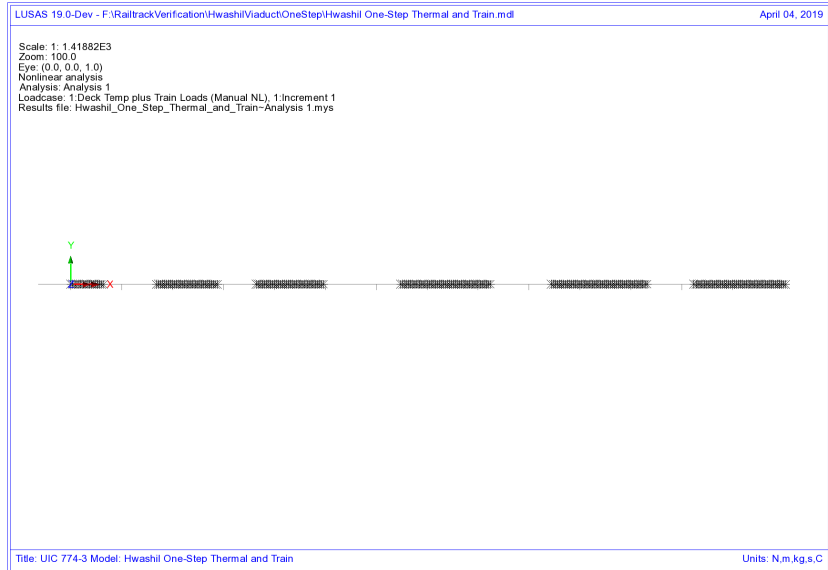 LUSAS 19.0-Dev - F:\RailtrackVerification\HwashilViaduct\OneStep\Hwashil One-Step Thermal and Train.mdl April 04, 2019
Scale: 1: 1.41882E3
Zoom: 100.0
Eye: (0.0, 0.0, 1.0)
Nonlinear analysis
Analysis: Analysis 1
Loadcase: 1:Deck Temp plus Train Loads (Manual NL), 1:Increment 1
Results file: Hwashil_One_Step_Thermal_and_Train~Analysis 1.mys
Y
Z X
Title: UIC 774-3 Model: Hwashil One-Step Thermal and Train Units: N,m,kg,s,C